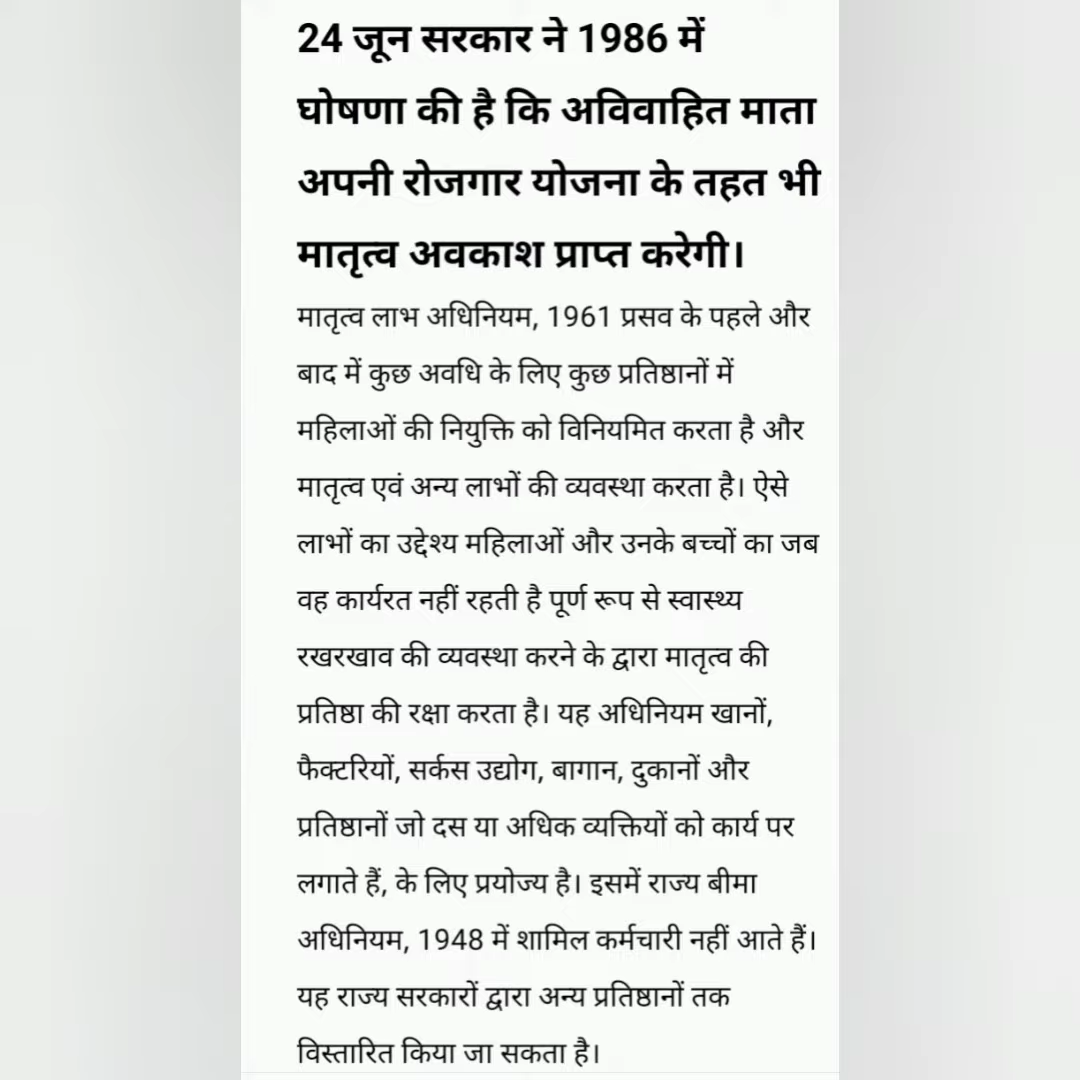 24 जून सरकार ने 1986 में
घोषणा की है कि अविवाहित माता
अपनी रोजगार योजना के तहत भी
मातृत्व अवकाश प्राप्त करेगी।
मातृत्व लाभ अधिनियम, 1961 प्रसव के पहले और
बाद में कुछ अवधि के लिए कुछ प्रतिष्ठानों में
महिलाओं की नियुक्ति को विनियमित करता है और
मातृत्व एवं अन्य लाभों की व्यवस्था करता है। ऐसे
लाभों का उद्देश्य महिलाओं और उनके बच्चों का जब
वह कार्यरत नहीं रहती है पूर्ण रूप से स्वास्थ्य
रखरखाव की व्यवस्था करने के द्वारा मातृत्व की
प्रतिष्ठा की रक्षा करता है। यह अधिनियम खानों,
फैक्टरियों, सर्कस उद्योग, बागान, दुकानों और
प्रतिष्ठानों जो दस या अधिक व्यक्तियों को कार्य पर
लगाते हैं, के लिए प्रयोज्य है। इसमें राज्य बीमा
अधिनियम, 1948 में शामिल कर्मचारी नहीं आते हैं।
यह राज्य सरकारों द्वारा अन्य प्रतिष्ठानों तक
विस्तारित किया जा सकता है।